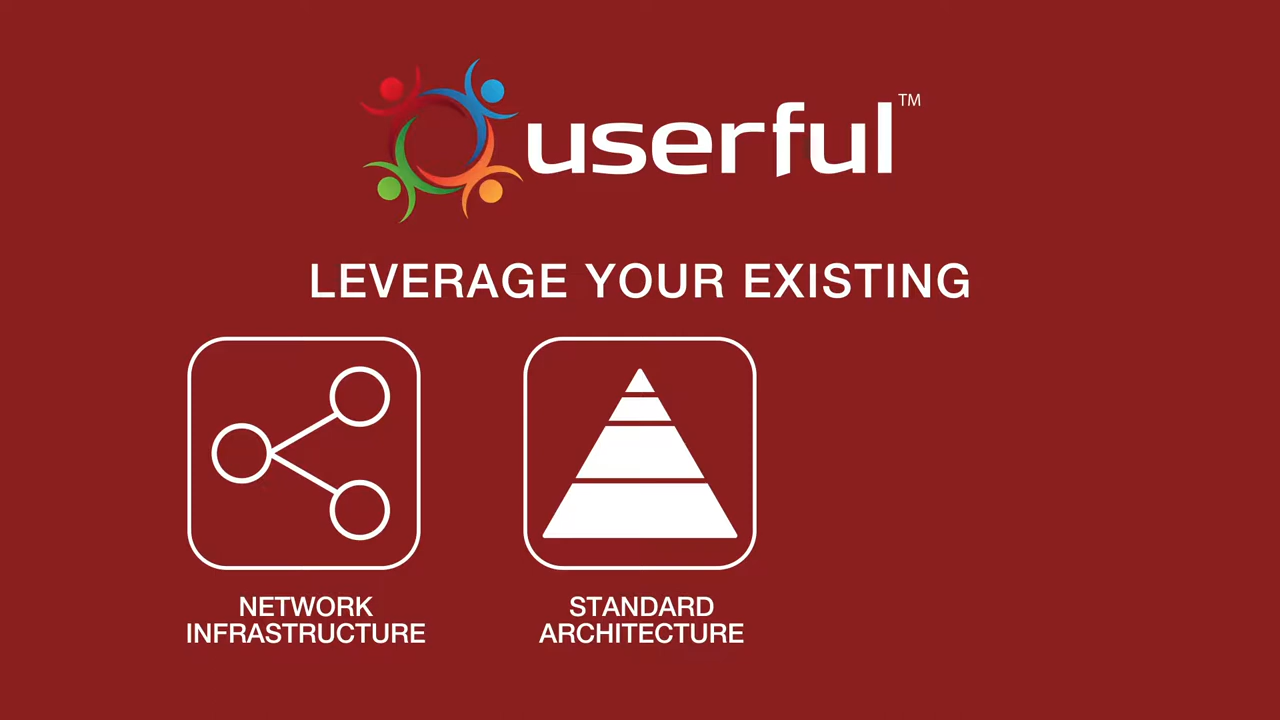 userful™
LEVERAGE YOUR EXISTING
NETWORK
INFRASTRUCTURE
STANDARD
ARCHITECTURE